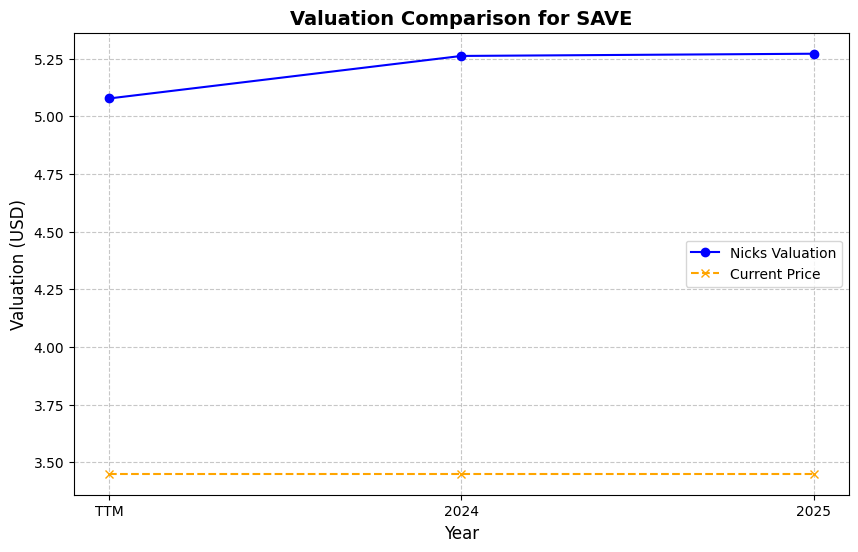 Valuation Comparison for SAVE
Valuation (USD)
5.25
5.00
4.75
4.50
4.25
4.00
3.75
3.50
Nicks Valuation
Current Price
TTM
2024
2025
Year